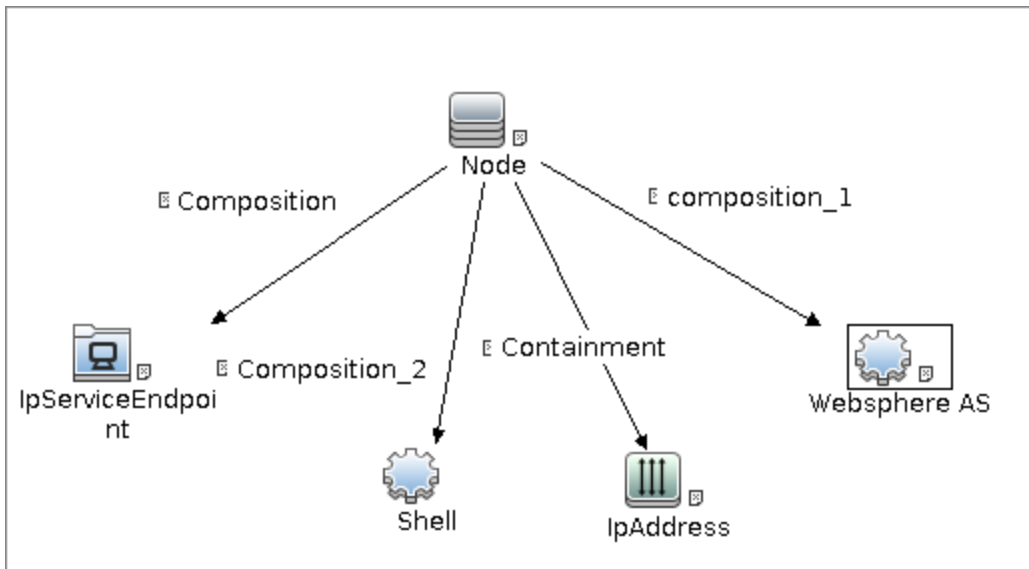 Node
Composition
composition_1
Containment
Composition_2
IpServiceEndpoi
nt
Websphere AS
Shell
IpAddress